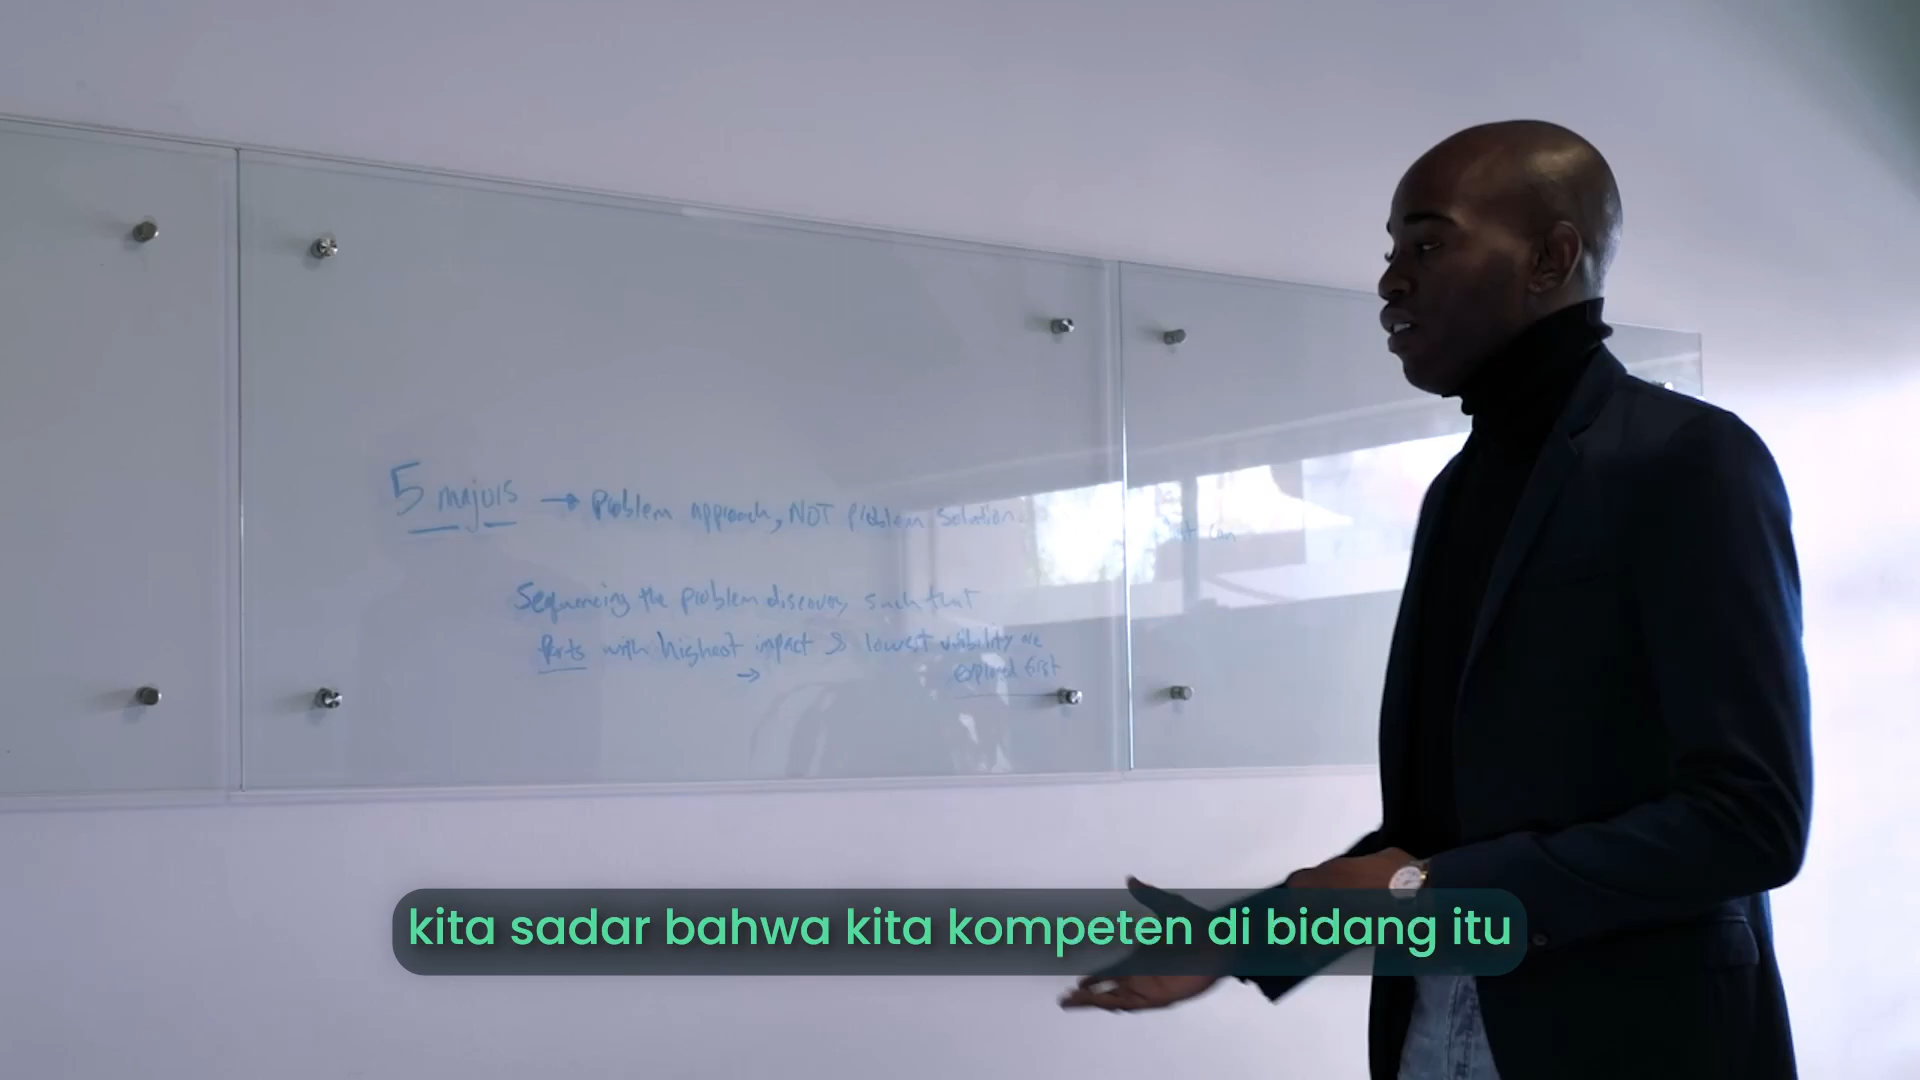 5 majors → Problem approach, NOT problem solution.
can
Sequencing the problem discovery such that
Parts with highest impact & lowest visibility are
→ explored first
kita sadar bahwa kita kompeten di bidang itu